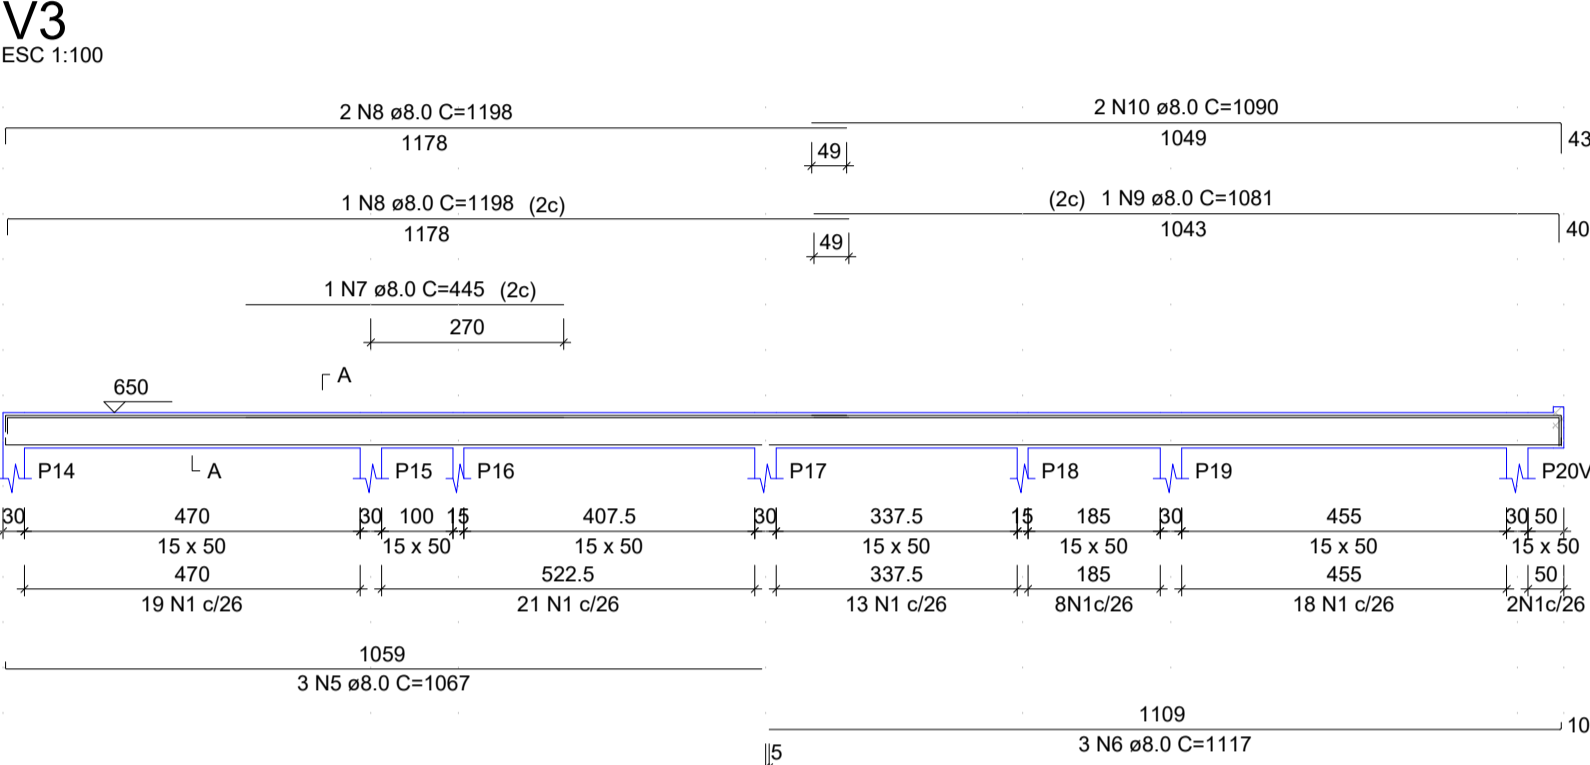 V3
ESC 1:100
2 N8 ø8.0 C=1198
2 N10 ø8.0 C=1090
1178
1049
43
49
1 N8 ø8.0 C=1198 (2c)
(2c) 1 N9 ø8.0 C=1081
1178
1043
40
49
1 N7 ø8.0 C=445 (2c)
270
A
650
P14
A
P15
P16
P17
P18
P19
P20V
30 470 30 100 15 407.5 30 337.5 15 185 30 455 30 50
15 x 50 15 x 50 15 x 50 15 x 50 15 x 50 15 x 50 15 x 50
470 522.5 337.5 185 455 50
19 N1 c/26 21 N1 c/26 13 N1 c/26 8N1c/26 18 N1 c/26 2N1c/26
1059
3 N5 ø8.0 C=1067
1109
10
3 N6 ø8.0 C=1117
5